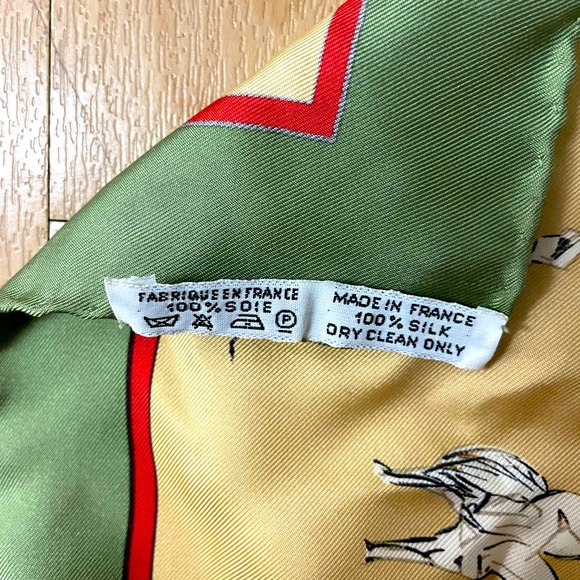 FABRIQUE EN FRANCE
100% SOIE
P
MADE IN FRANCE
100% SILK
DRY CLEAN ONLY